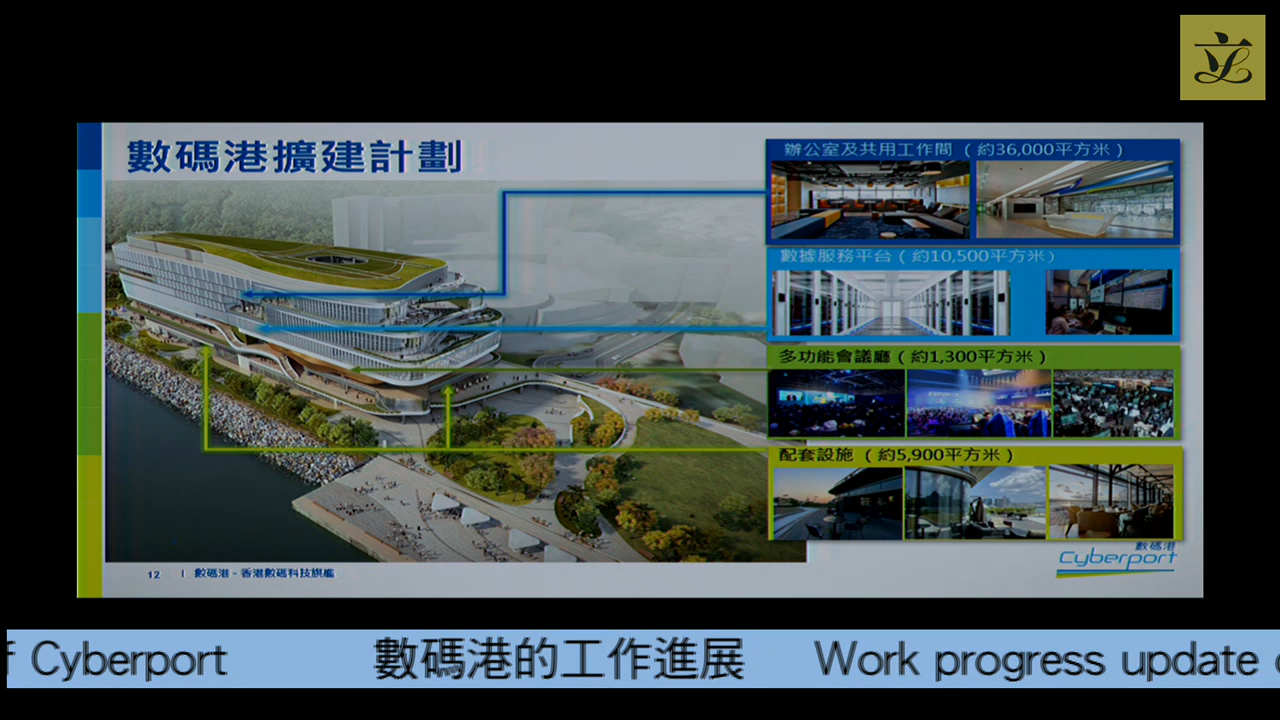 數碼港擴建計劃
辦公室及共用工作間 (約36,000平方米)
數據服務平台 (約10,500平方米)
多功能會議廳 (約1,300平方米)
配套設施 (約5,900平方米)
數碼港
Cyberport
12 | 數碼港 - 香港數碼科技旗艦
f Cyberport 數碼港的工作進展 Work progress update